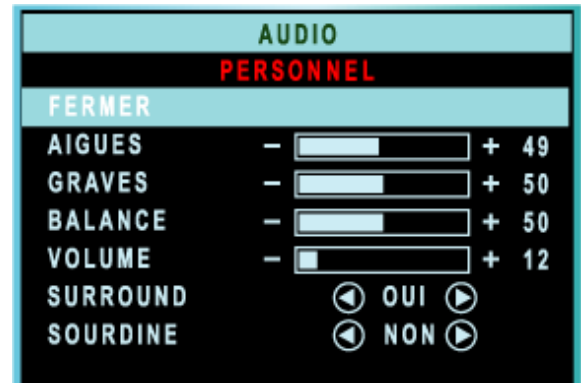 AUDIO
PERSONNEL
FERMER
AIGUES - + 49
GRAVES - + 50
BALANCE - + 50
VOLUME - + 12
SURROUND OUI
SOURDINE NON